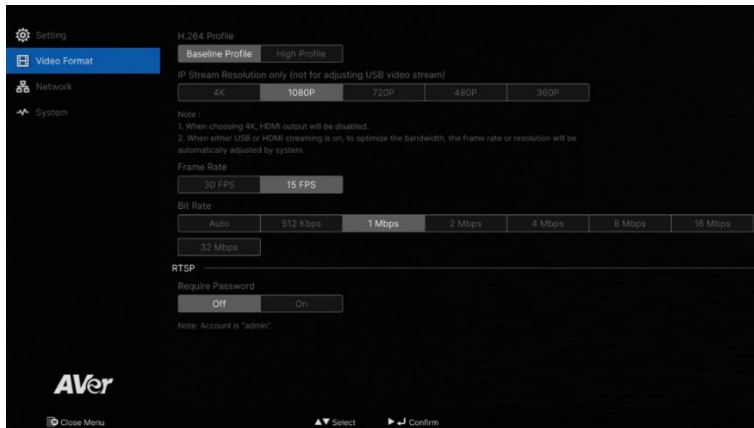 Setting
Video Format
Network
System
H.264 Profile
Baseline Profile High Profile
IP Stream Resolution only (not for adjusting USB video stream)
4K 1080P 720P 480P 360P
Note :
1. When choosing 4K, HDMI output will be disabled.
2. When either USB or HDMI streaming is on, to optimize the bandwidth, the frame rate or resolution will be
automatically adjusted by system.
Frame Rate
30 FPS 15 FPS
Bit Rate
Auto 512 Kbps 1 Mbps 2 Mbps 4 Mbps 8 Mbps 16 Mbps
32 Mbps
RTSP
Require Password
Off On
Note: Account is "admin".
AVer
Close Menu ▲▼ Select ▶↵ Confirm